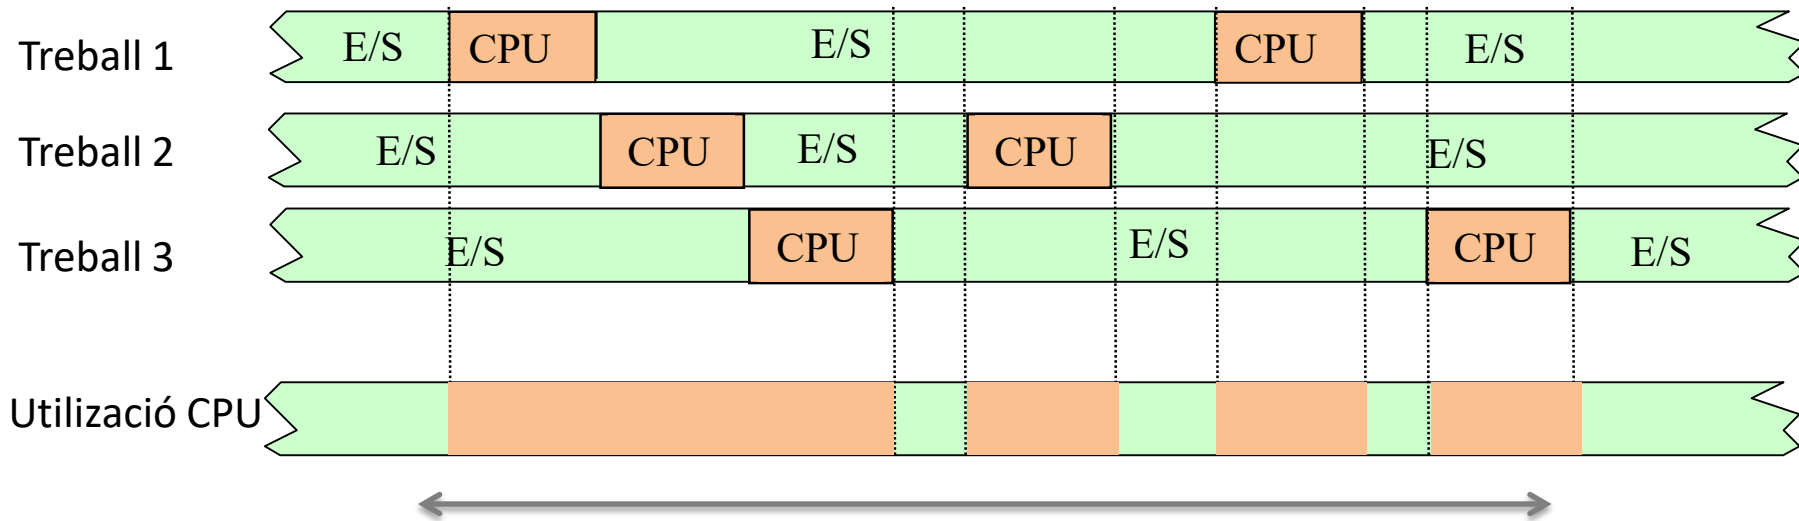 Treball 1 E/S CPU E/S CPU E/S
Treball 2 E/S CPU E/S CPU E/S
Treball 3 E/S CPU E/S CPU E/S
Utilizació CPU